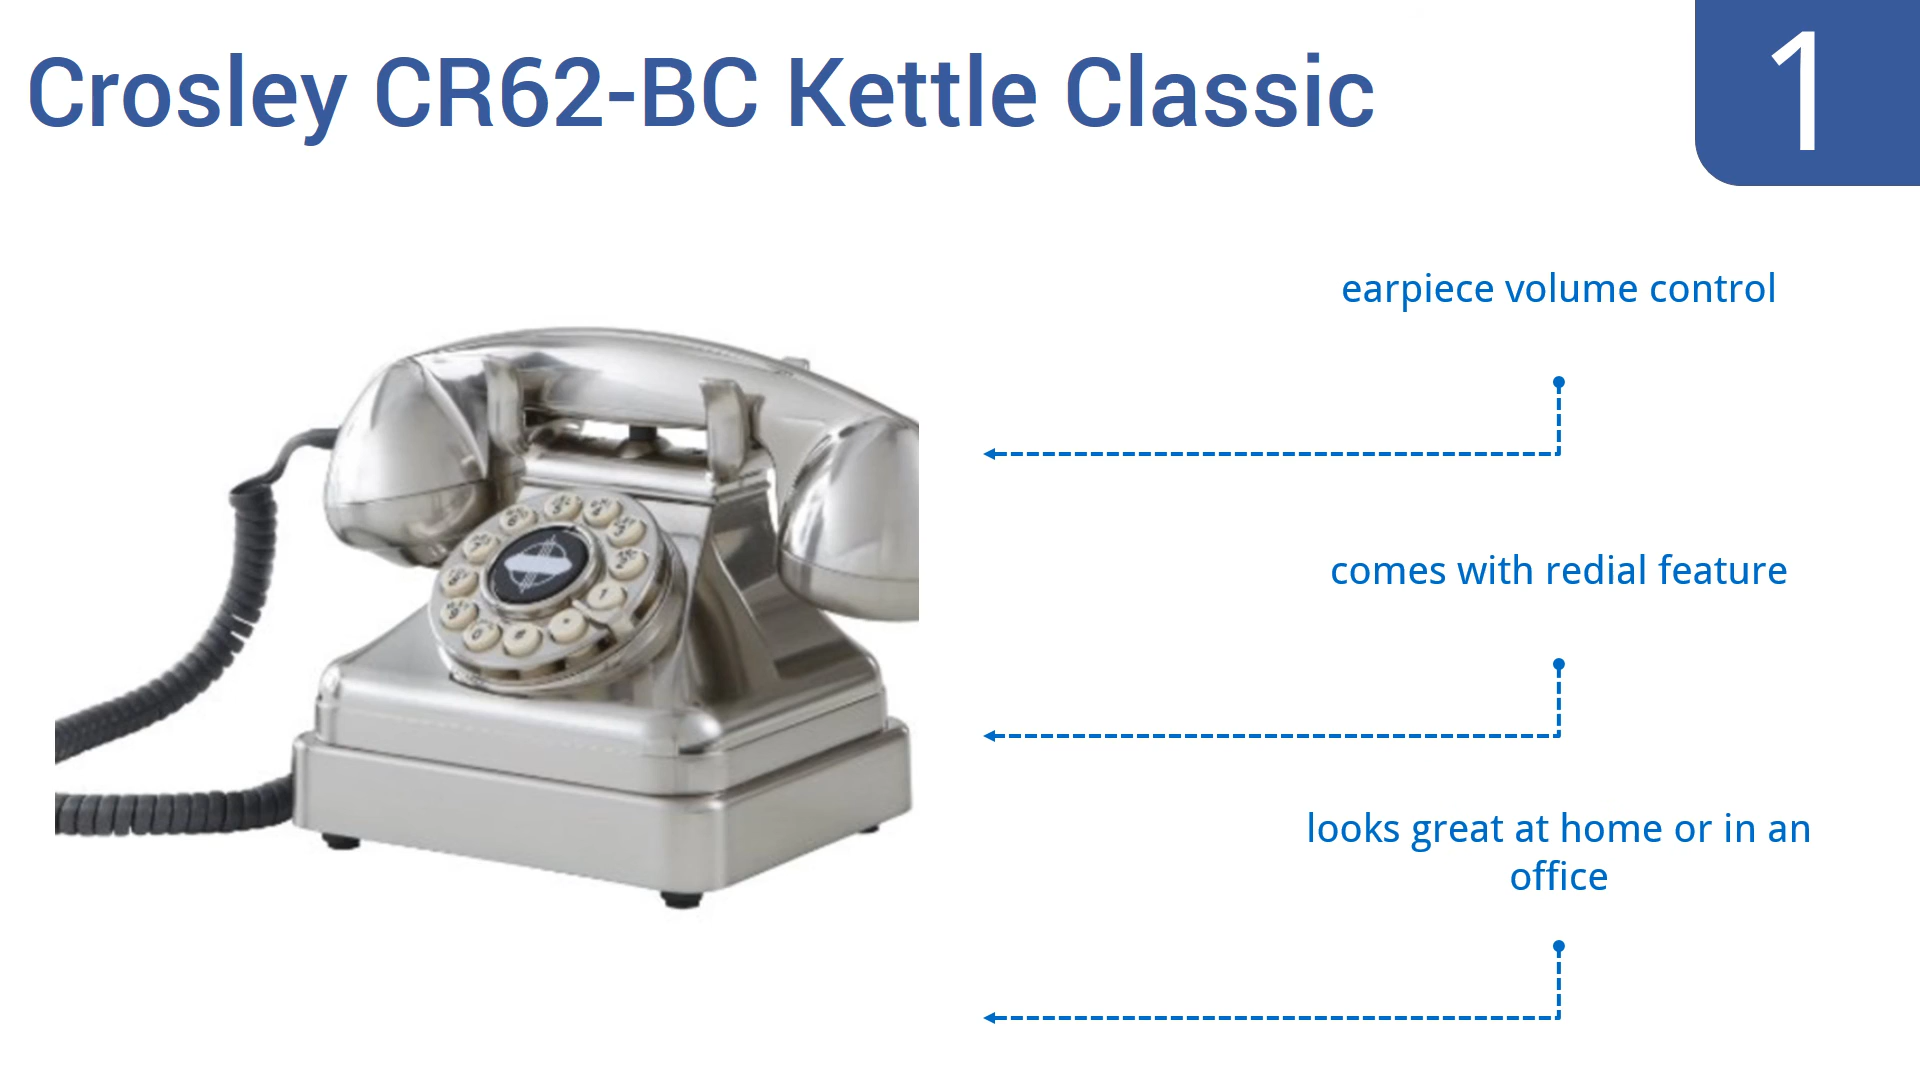 Crosley CR62-BC Kettle Classic
1
earpiece volume control
comes with redial feature
looks great at home or in an
office